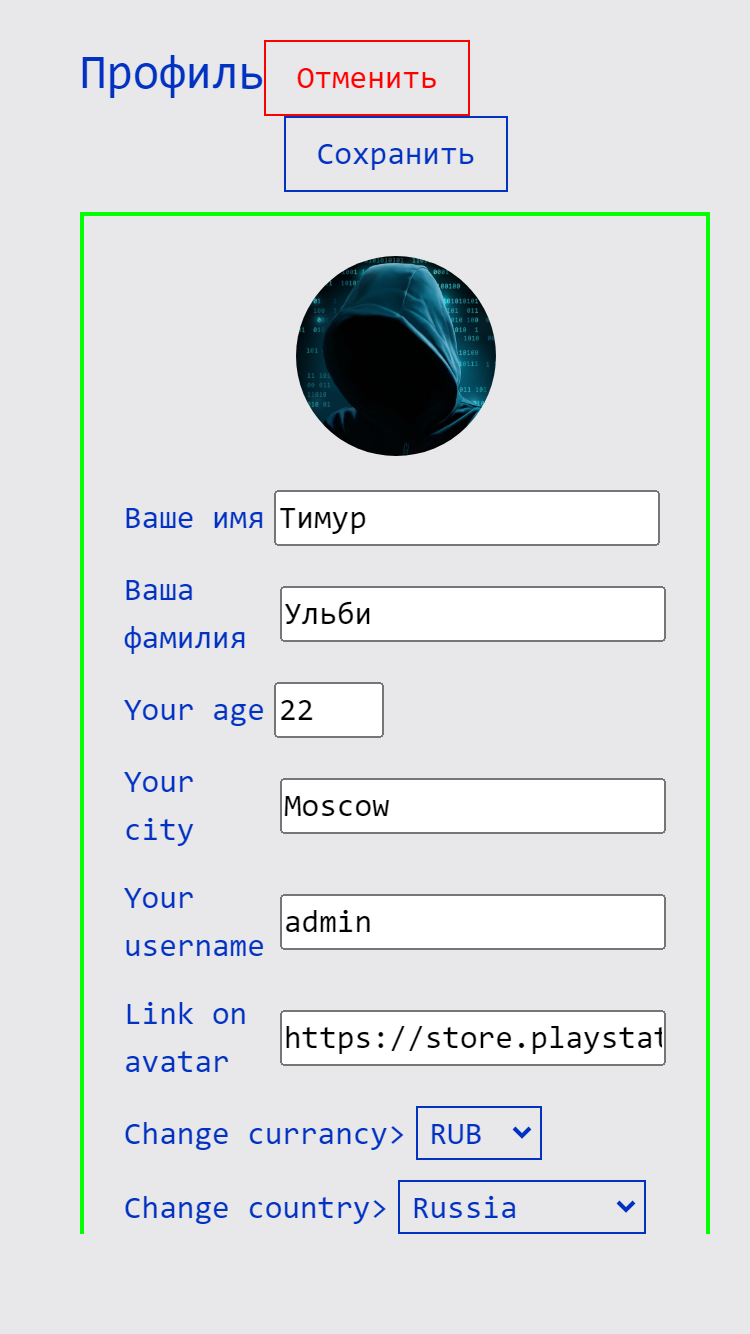 Профиль Отменить
Сохранить
Ваше имя Тимур
Ваша
фамилия
Ульби
Your age 22
Your
city
Moscow
Your
username
admin
Link on
avatar
https://store.playstat
Change currancy> RUB
Change country> Russia